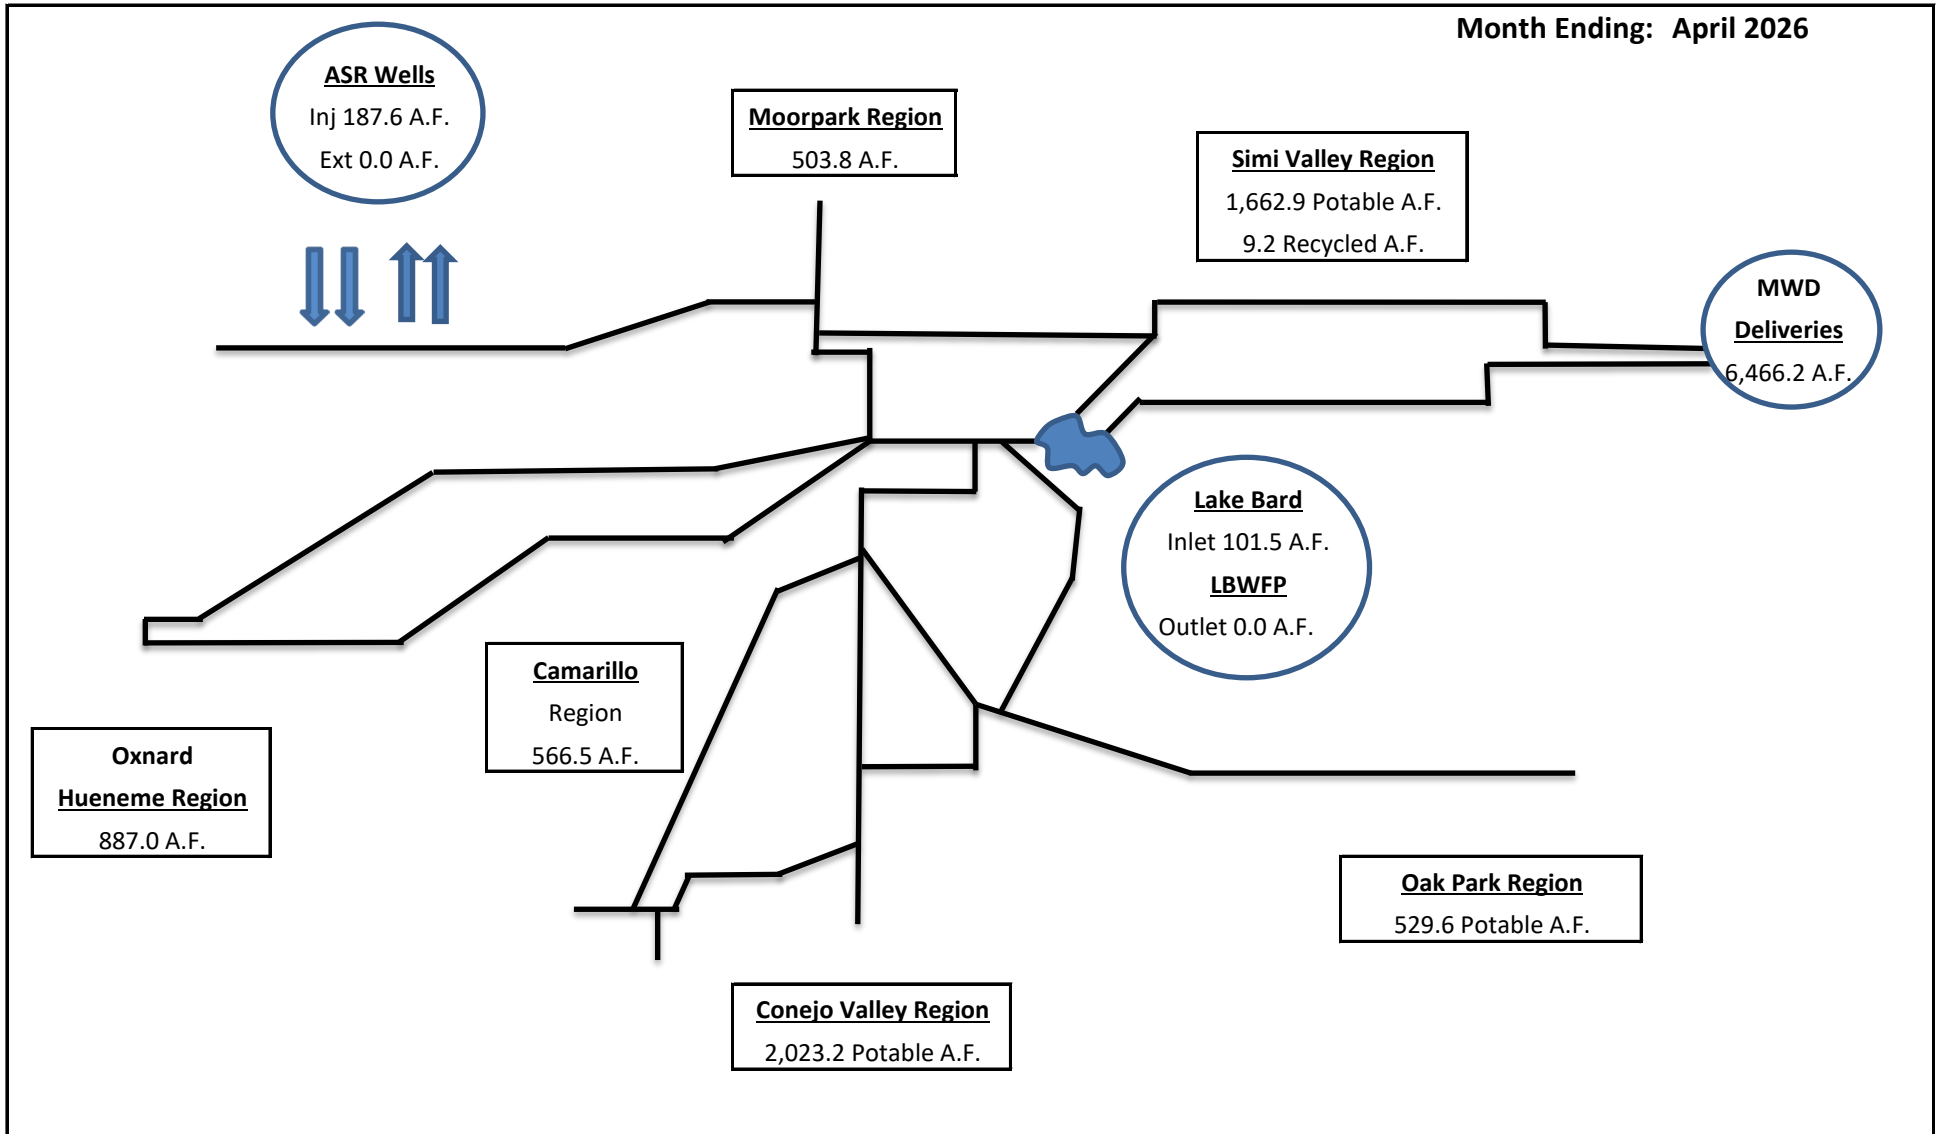 Month Ending: April 2026
ASR Wells
Inj 187.6 A.F.
Ext 0.0 A.F.
Moorpark Region
503.8 A.F.
Simi Valley Region
1,662.9 Potable A.F.
9.2 Recycled A.F.
MWD
Deliveries
6,466.2 A.F.
Lake Bard
Inlet 101.5 A.F.
LBWFP
Outlet 0.0 A.F.
Camarillo
Region
566.5 A.F.
Oxnard
Hueneme Region
887.0 A.F.
Oak Park Region
529.6 Potable A.F.
Conejo Valley Region
2,023.2 Potable A.F.